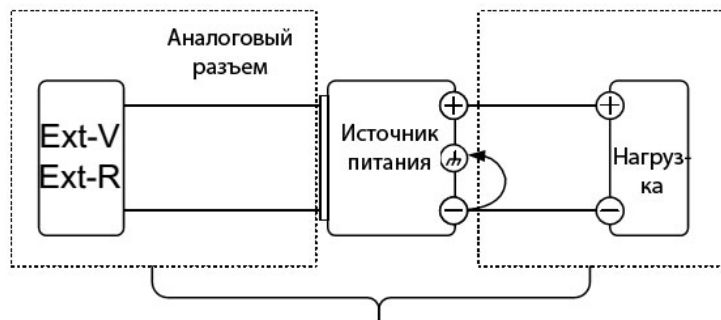 Аналоговый
разъем
Ext-V
Ext-R
Источник
питания
Нагруз-
ка